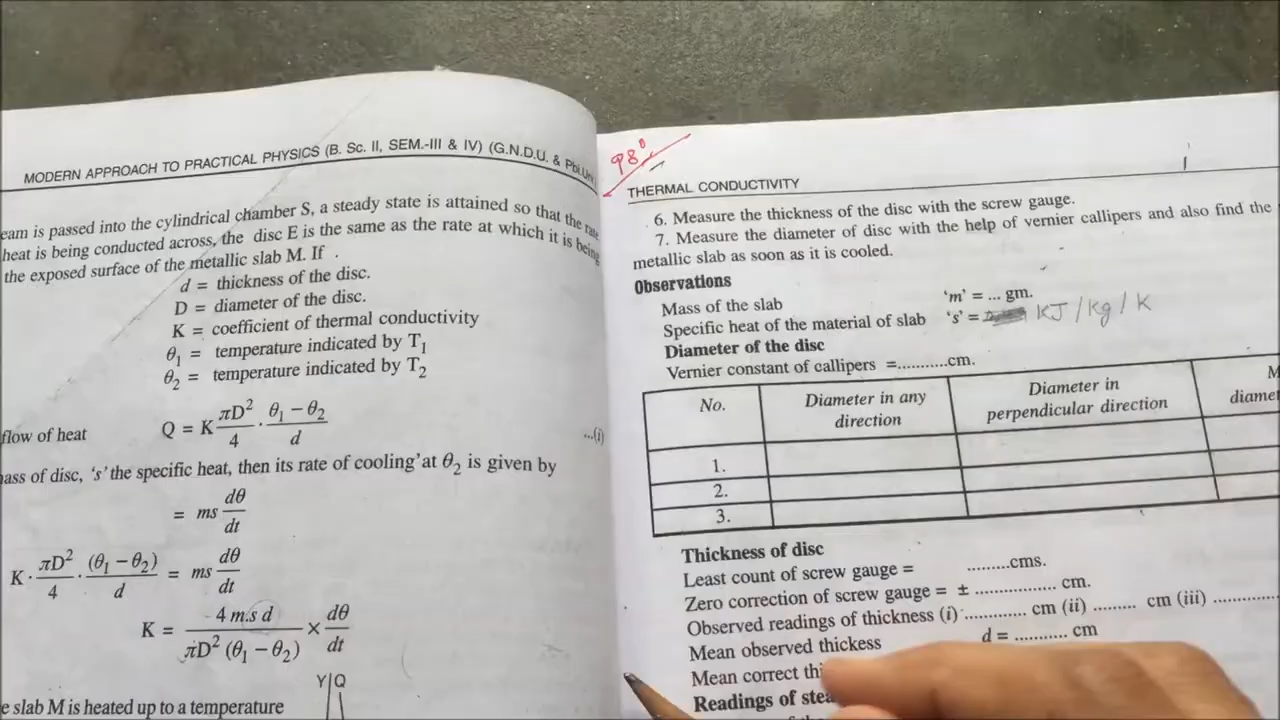 MODERN APPROACH TO PRACTICAL PHYSICS (B. Sc. II, SEM.-III & IV) (G.N.D.U. & Pbi.Uni
eam is passed into the cylindrical chamber S, a steady state is attained so that the rate
heat is being conducted across, the disc E is the same as the rate at which it is being
the exposed surface of the metallic slab M. If
d = thickness of the disc.
D = diameter of the disc.
K = coefficient of thermal conductivity
θ₁ = temperature indicated by T₁
θ₂ = temperature indicated by T₂
flow of heat Q = K πD²/4 · θ₁ – θ₂/d ...(i)
mass of disc, 's' the specific heat, then its rate of cooling at θ₂ is given by
= ms dθ/dt
K · πD²/4 · (θ₁ – θ₂)/d = ms dθ/dt
K = 4 m.s d/πD² (θ₁ – θ₂) × dθ/dt
Y Q
e slab M is heated up to a temperature
98°
THERMAL CONDUCTIVITY
6. Measure the thickness of the disc with the screw gauge.
7. Measure the diameter of disc with the help of vernier callipers and also find the
metallic slab as soon as it is cooled.
Observations
Mass of the slab 'm' = ... gm.
Specific heat of the material of slab 's' = KJ/Kg/K
Diameter of the disc
Vernier constant of callipers =...........cm.
No. Diameter in any direction Diameter in perpendicular direction M diamet
1.
2.
3.
Thickness of disc
Least count of screw gauge = .........cms.
Zero correction of screw gauge = ± ................. cm.
Observed readings of thickness (i) ............. cm (ii) ......... cm (iii) ..............
Mean observed thickess d = ........... cm
Mean correct thi
Readings of stea